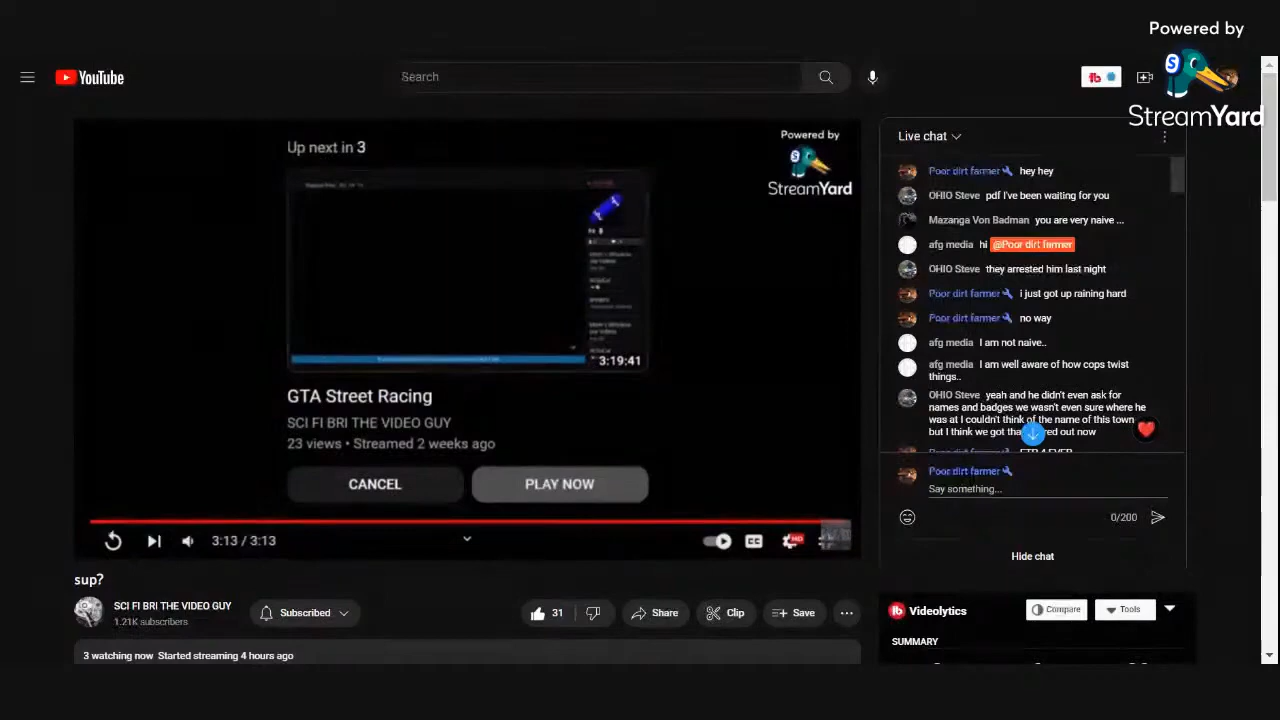 Powered by
StreamYard
YouTube
Search
Up next in 3
Powered by
StreamYard
3:19:41
GTA Street Racing
SCI FI BRI THE VIDEO GUY
23 views • Streamed 2 weeks ago
CANCEL
PLAY NOW
3:13 / 3:13
CC
HD
sup?
SCI FI BRI THE VIDEO GUY
1.21K subscribers
Subscribed
31
Share
Clip
Save
3 watching now Started streaming 4 hours ago
Live chat
Poor dirt farmer hey hey
OHIO Steve pdf I've been waiting for you
Mazanga Von Badman you are very naive ...
afg media hi @Poor dirt farmer
OHIO Steve they arrested him last night
Poor dirt farmer i just got up raining hard
Poor dirt farmer no way
afg media I am not naive..
afg media I am well aware of how cops twist
things..
OHIO Steve yeah and he didn't even ask for
names and badges we wasn't even sure where he
was at I couldn't think of the name of this town
but I think we got out now
Poor dirt farmer
Say something...
0/200
Hide chat
Videolytics
Compare
Tools
SUMMARY